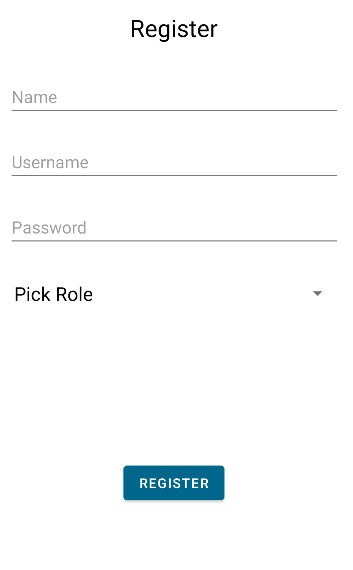 Register
Name
Username
Password
Pick Role
REGISTER